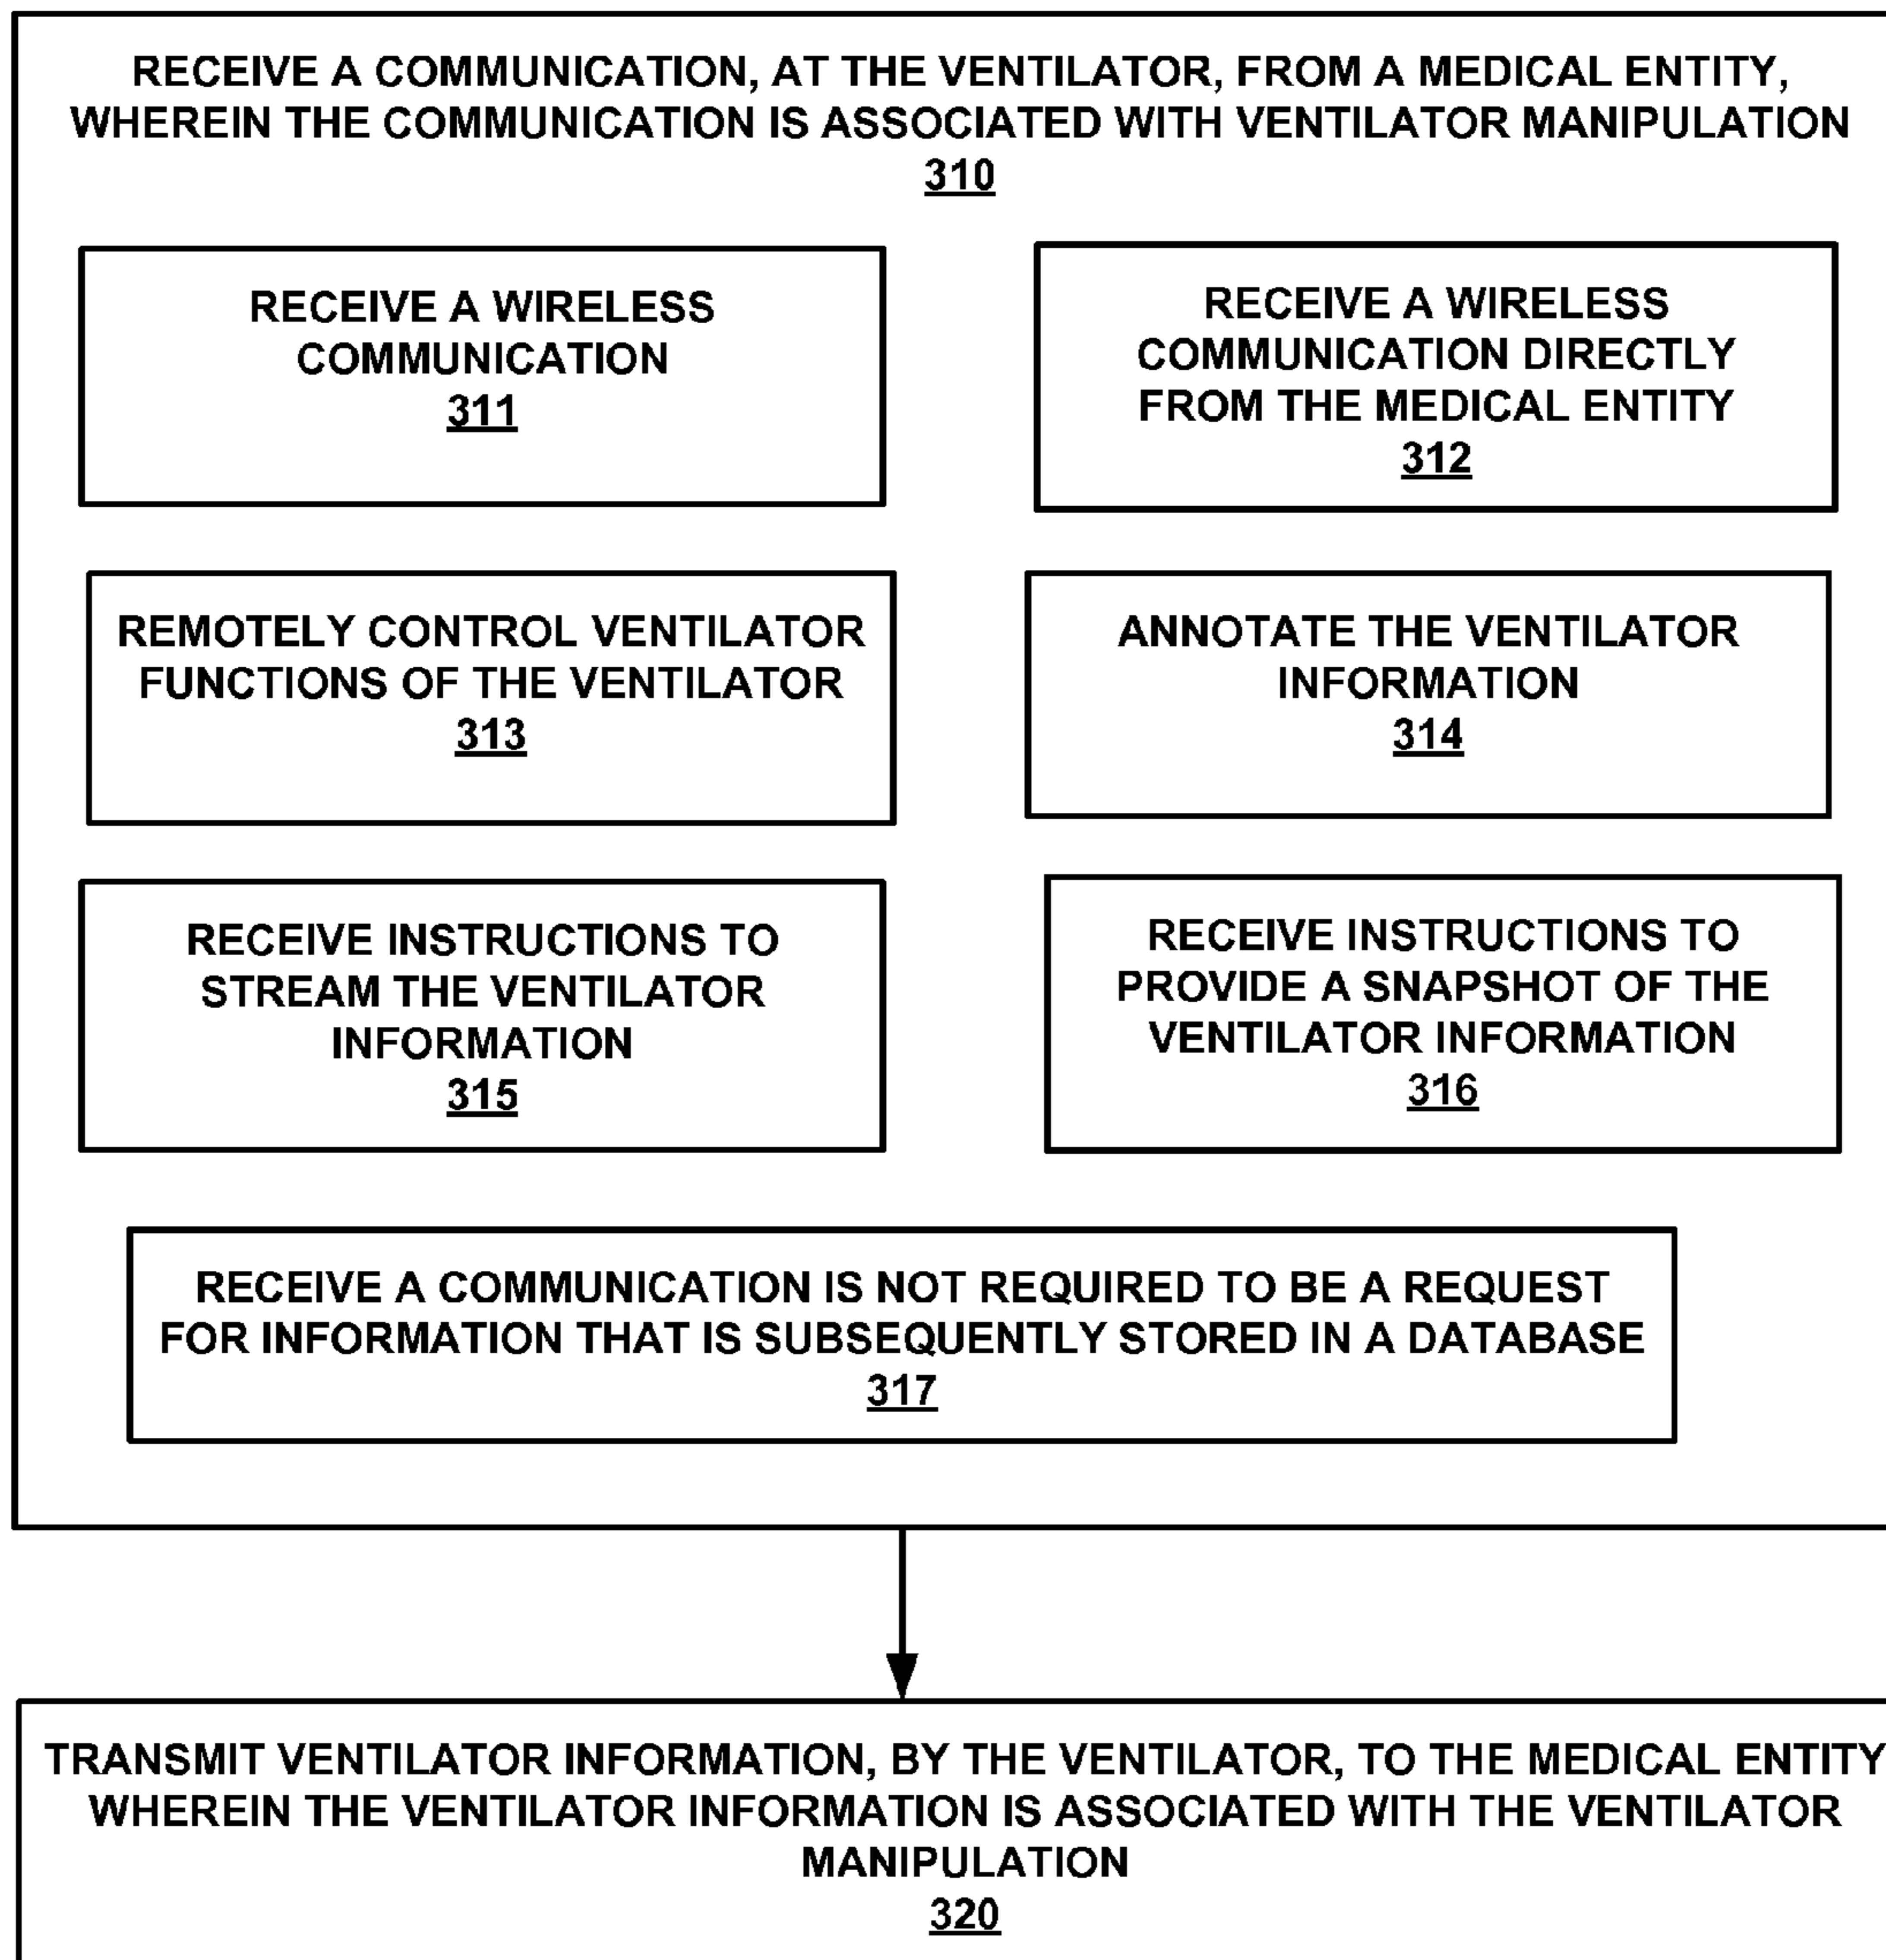 RECEIVE A COMMUNICATION, AT THE VENTILATOR, FROM A MEDICAL ENTITY,
WHEREIN THE COMMUNICATION IS ASSOCIATED WITH VENTILATOR MANIPULATION
310
RECEIVE A WIRELESS
COMMUNICATION
311
RECEIVE A WIRELESS
COMMUNICATION DIRECTLY
FROM THE MEDICAL ENTITY
312
REMOTELY CONTROL VENTILATOR
FUNCTIONS OF THE VENTILATOR
313
ANNOTATE THE VENTILATOR
INFORMATION
314
RECEIVE INSTRUCTIONS TO
STREAM THE VENTILATOR
INFORMATION
315
RECEIVE INSTRUCTIONS TO
PROVIDE A SNAPSHOT OF THE
VENTILATOR INFORMATION
316
RECEIVE A COMMUNICATION IS NOT REQUIRED TO BE A REQUEST
FOR INFORMATION THAT IS SUBSEQUENTLY STORED IN A DATABASE
317
TRANSMIT VENTILATOR INFORMATION, BY THE VENTILATOR, TO THE MEDICAL ENTITY
WHEREIN THE VENTILATOR INFORMATION IS ASSOCIATED WITH THE VENTILATOR
MANIPULATION
320